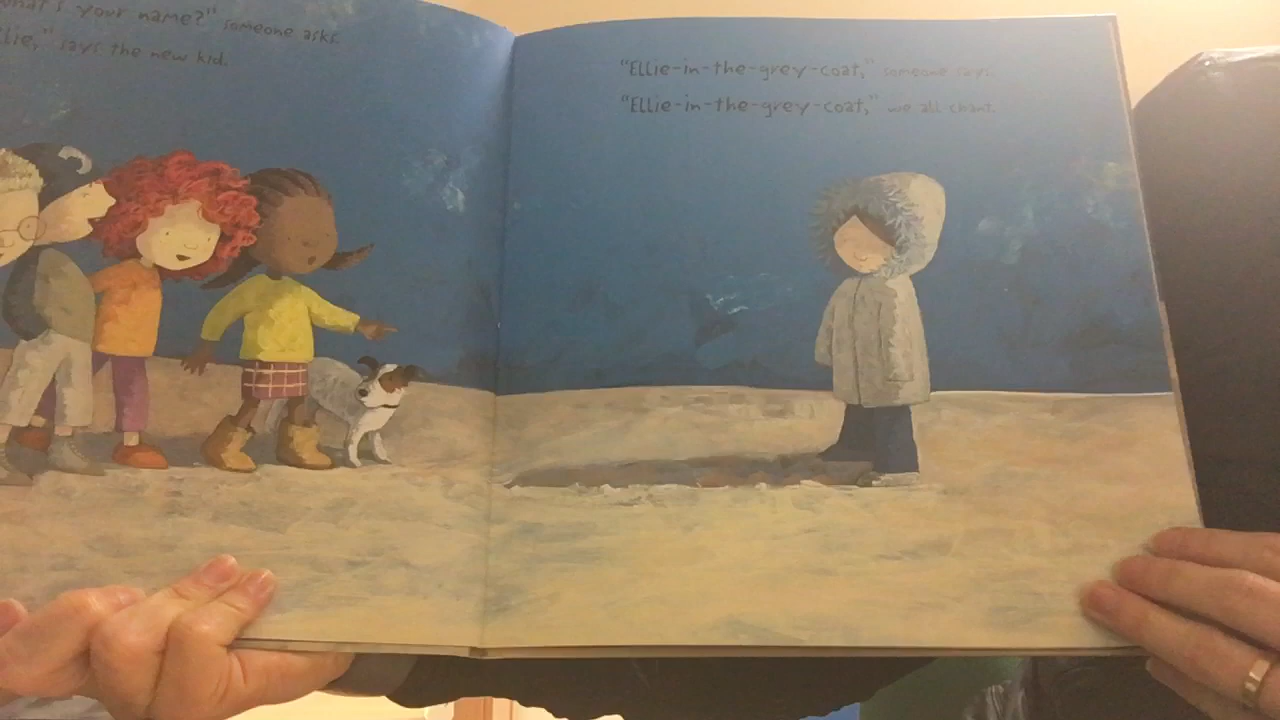 What's your name?" someone asks.
llie," says the new kid.
"Ellie-in-the-grey-coat," someone says.
"Ellie-in-the-grey-coat," we all chant.